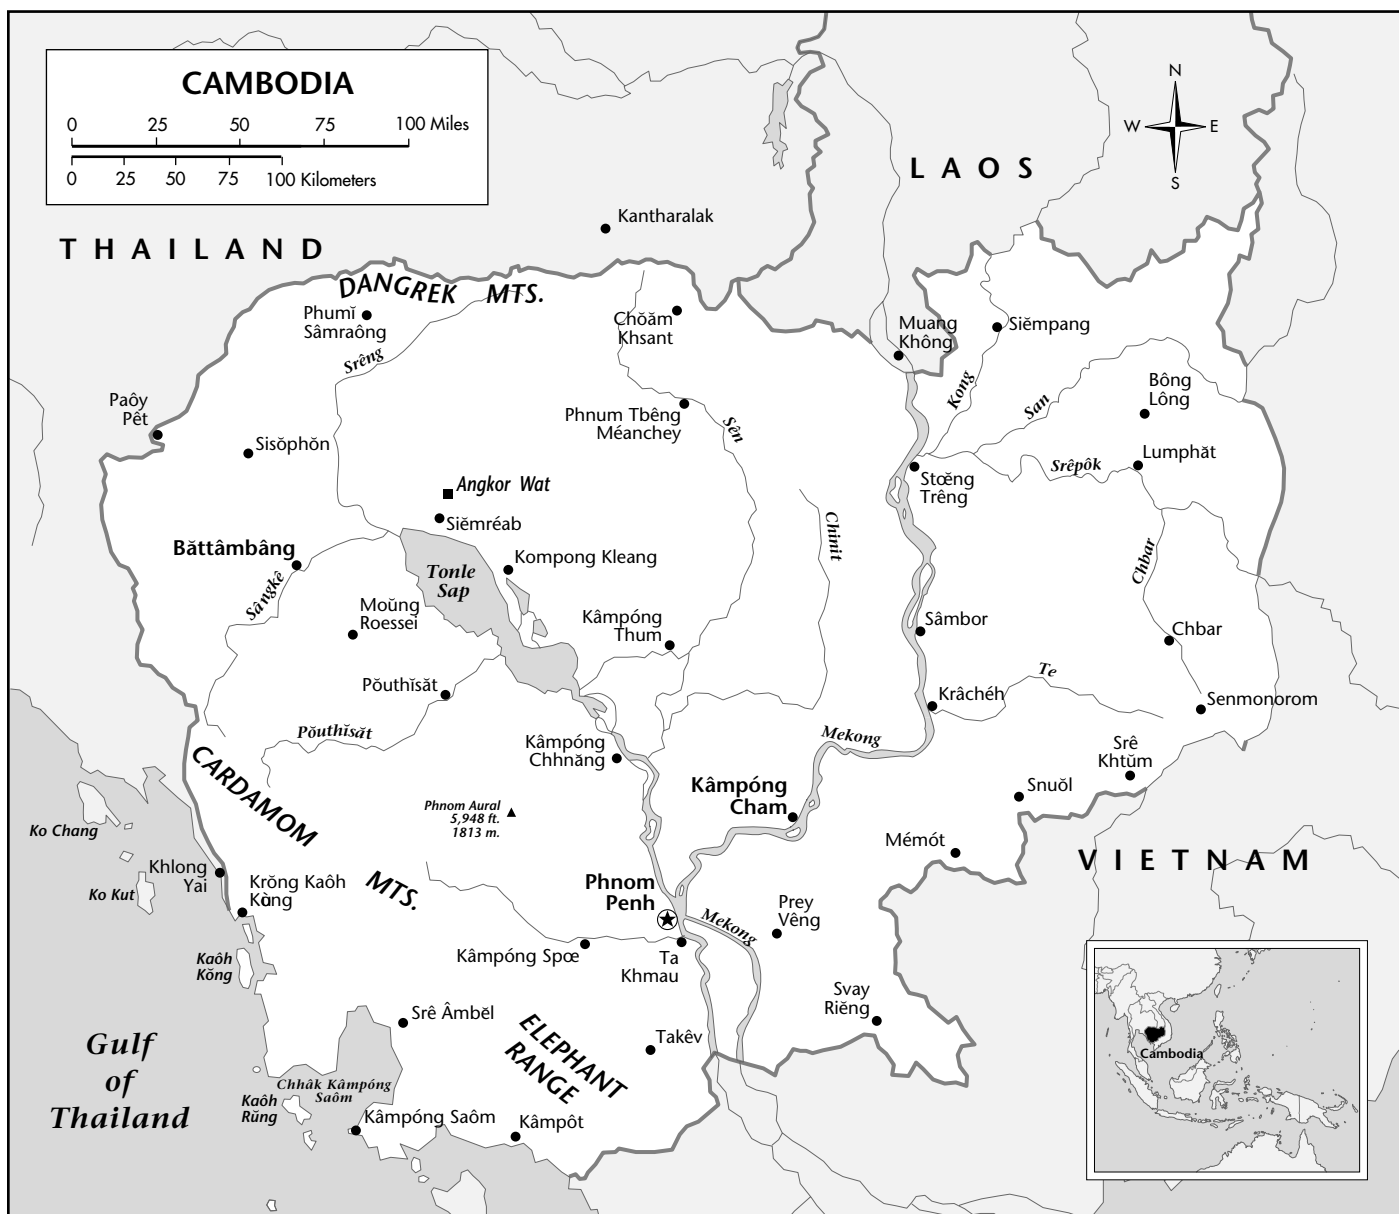 CAMBODIA
0 25 50 75 100 Miles
0 25 50 75 100 Kilometers
N
W E
S
LAOS
THAILAND
Kantharalak
DANGREK MTS.
Phumĭ
Sâmraông
Chŏăm
Khsant
Muang
Không
Siĕmpang
Srêng
Kong
San
Bông
Lông
Paôy
Pêt
Phnum Tbêng
Méanchey
Sên
Sisŏphŏn
Lumphăt
Srêpôk
Stœ̆ng
Trêng
Angkor Wat
Siĕmréab
Chinit
Chbar
Băttâmbâng
Kompong Kleang
Tonle
Sap
Sângkê
Moŭng
Roessei
Kâmpóng
Thum
Sâmbor
Chbar
Te
Poŭthĭsăt
Krâchéh
Senmonorom
Poŭthĭsăt
Mekong
Kâmpóng
Chhnăng
Srê
Khtŭm
CARDAMOM
MTS.
Kâmpóng
Cham
Snuŏl
Phnom Aural
5,948 ft.
1813 m.
Ko Chang
Mémót
VIETNAM
Khlong
Yai
Ko Kut
Krŏng Kaôh
Kŏng
Phnom
Penh
Mekong
Prey
Vêng
Kâmpóng Spœ
Ta
Khmau
Kaôh
Kŏng
Svay
Riĕng
Srê Âmbĕl
ELEPHANT
RANGE
Takêv
Gulf
of
Thailand
Chhâk Kâmpóng
Saôm
Kaôh
Rŭng
Kâmpóng Saôm
Kâmpôt
Cambodia